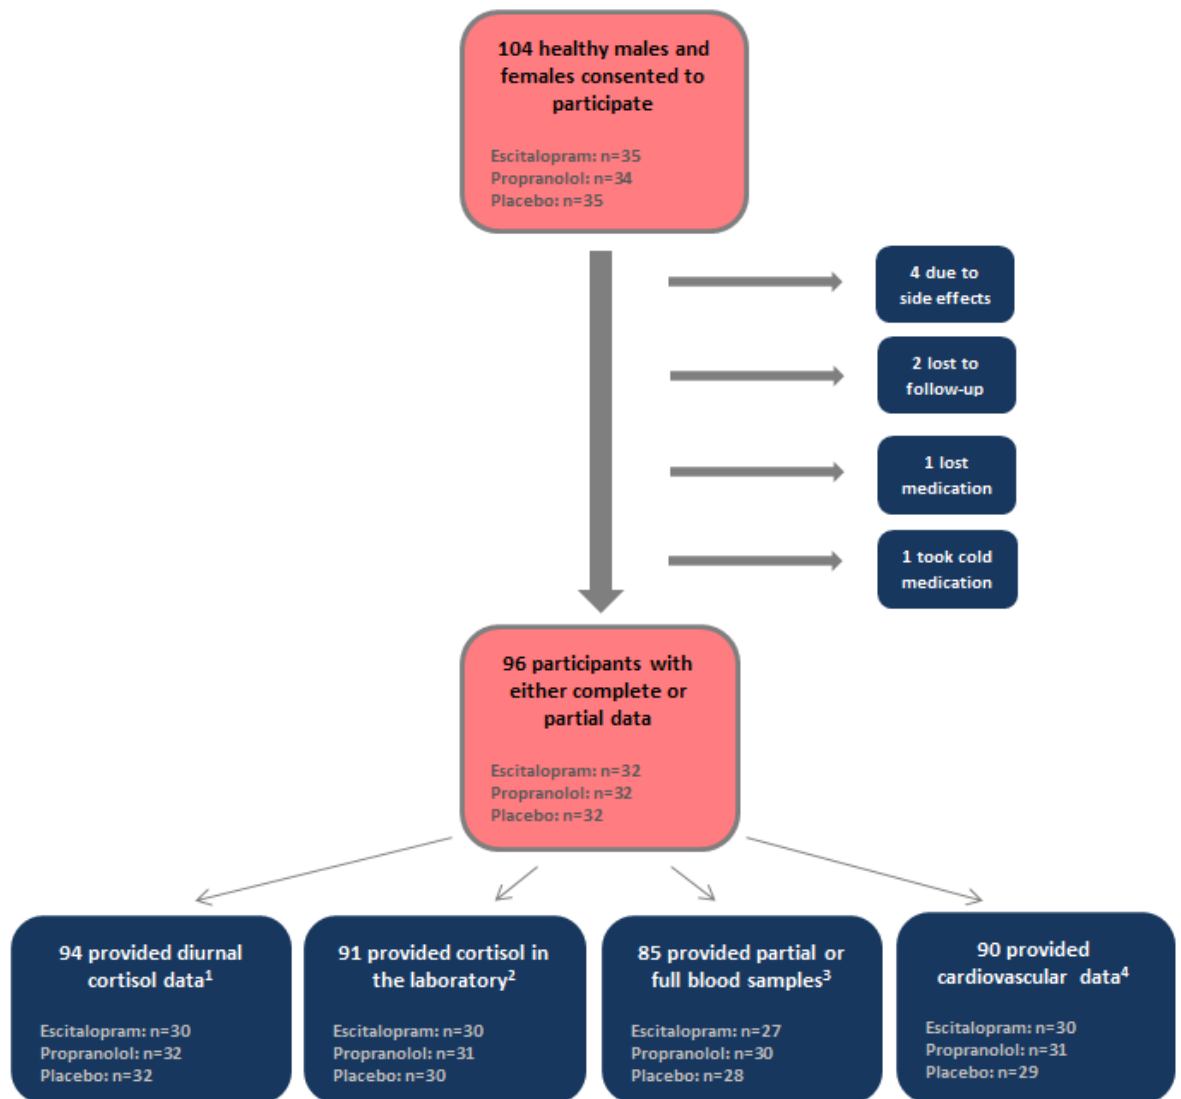 104 healthy males and
females consented to
participate
Escitalopram: n=35
Propranolol: n=34
Placebo: n=35
4 due to
side effects
2 lost to
follow-up
1 lost
medication
1 took cold
medication
96 participants with
either complete or
partial data
Escitalopram: n=32
Propranolol: n=32
Placebo: n=32
94 provided diurnal
cortisol data¹
Escitalopram: n=30
Propranolol: n=32
Placebo: n=32
91 provided cortisol in
the laboratory²
Escitalopram: n=30
Propranolol: n=31
Placebo: n=30
85 provided partial or
full blood samples³
Escitalopram: n=27
Propranolol: n=30
Placebo: n=28
90 provided
cardiovascular data⁴
Escitalopram: n=30
Propranolol: n=31
Placebo: n=29